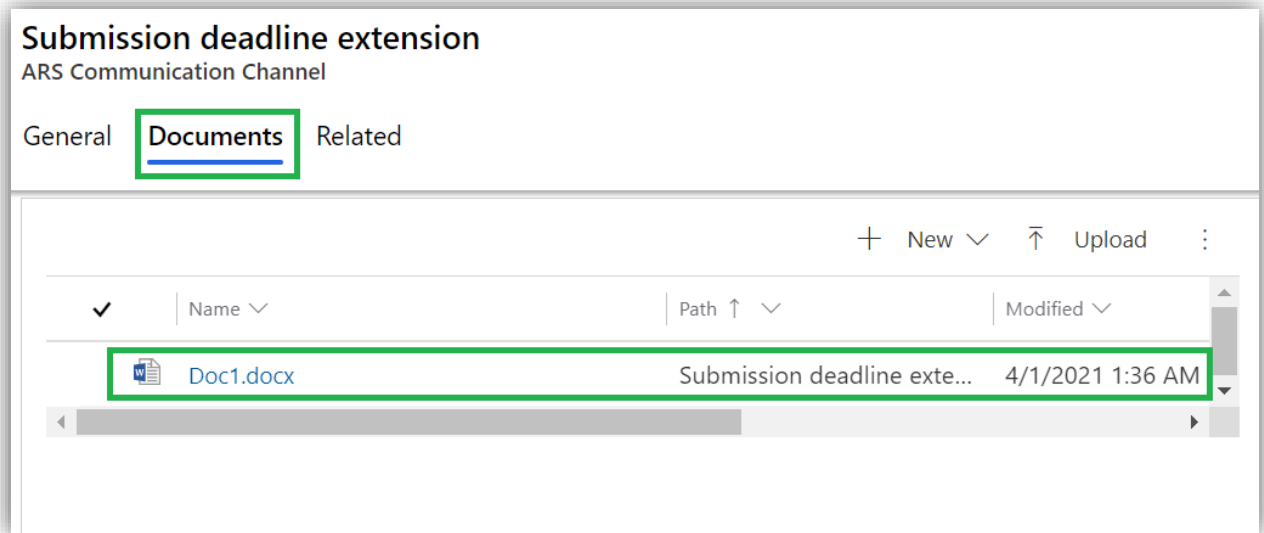 Submission deadline extension
ARS Communication Channel
General Documents Related
New Upload
Name Path Modified
Doc1.docx Submission deadline exte... 4/1/2021 1:36 AM